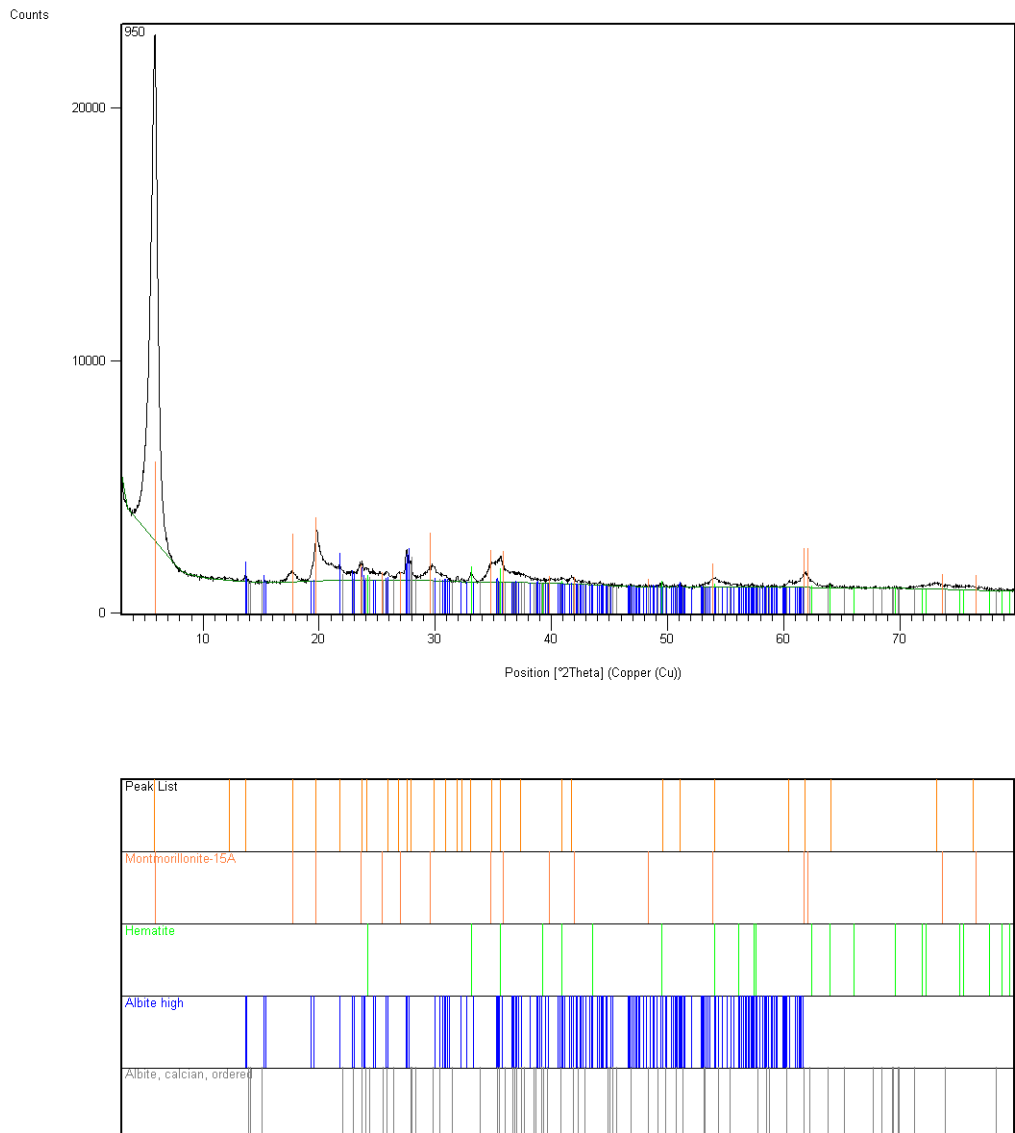 Counts
950
20000
10000
0
10 20 30 40 50 60 70
Position [°2Theta] (Copper (Cu))
Peak List
Montmorillonite-15A
Hematite
Albite high
Albite, calcian, ordered